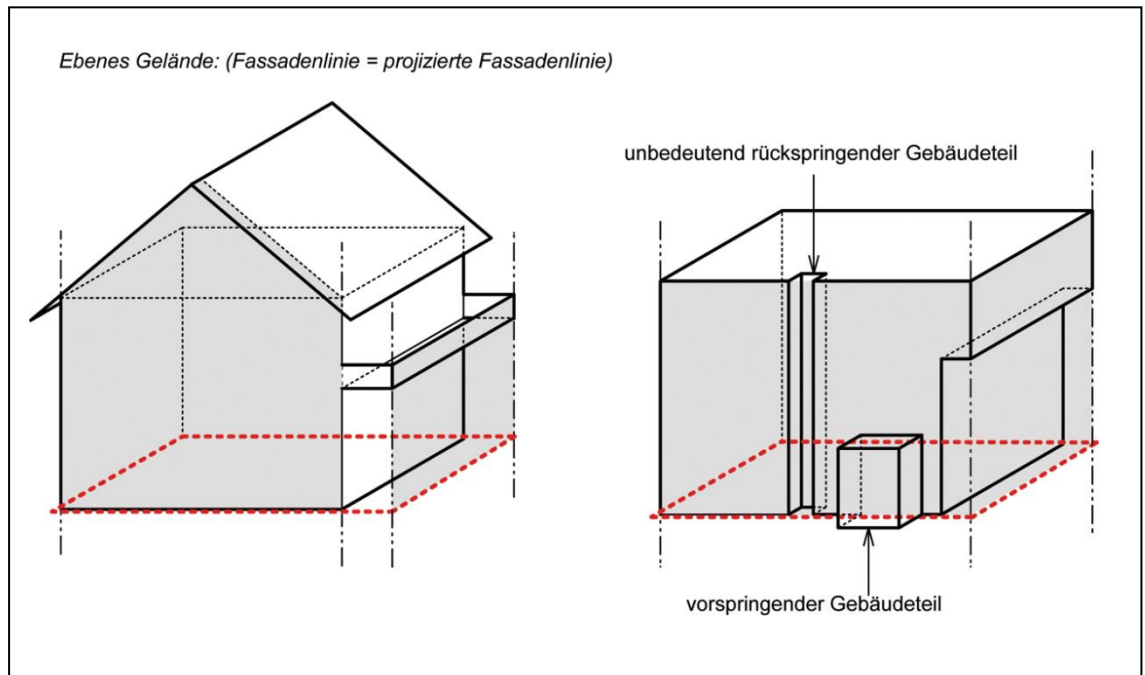 Ebenes Gelände: (Fassadenlinie = projizierte Fassadenlinie)
unbedeutend rückspringender Gebäudeteil
vorspringender Gebäudeteil